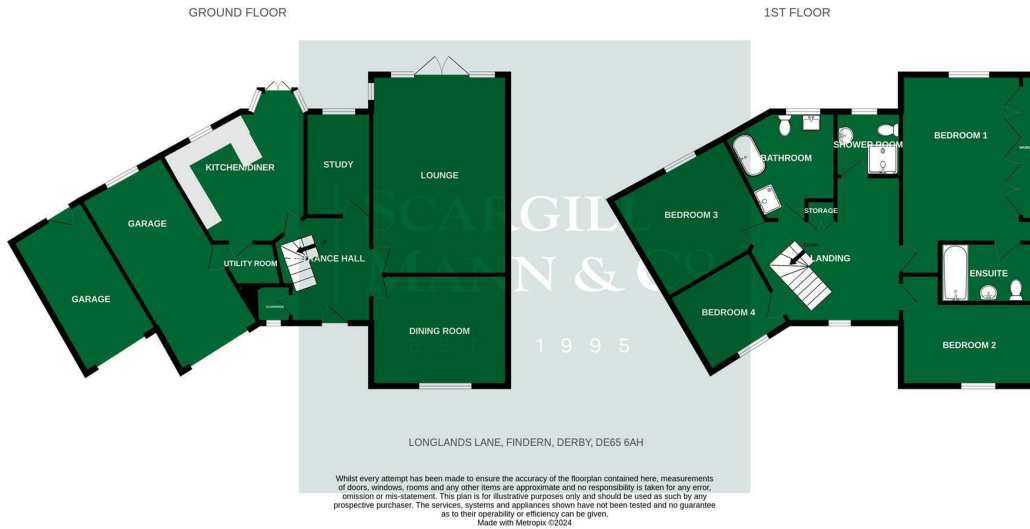 GROUND FLOOR
1ST FLOOR
KITCHEN/DINER
STUDY
LOUNGE
GARAGE
GARAGE
UTILITY ROOM
UP
TRANCE HALL
CLOAKROOM
DINING ROOM
BATHROOM
SHOWER ROOM
BEDROOM 1
WARD
BEDROOM 3
STORAGE
DOWN
LANDING
BEDROOM 4
ENSUITE
BEDROOM 2
SCARGILL
MANN & Co
EST 1995
LONGLANDS LANE, FINDERN, DERBY, DE65 6AH
Whilst every attempt has been made to ensure the accuracy of the floorplan contained here, measurements
of doors, windows, rooms and any other items are approximate and no responsibility is taken for any error,
omission or mis-statement. This plan is for illustrative purposes only and should be used as such by any
prospective purchaser. The services, systems and appliances shown have not been tested and no guarantee
as to their operability or efficiency can be given.
Made with Metropix ©2024